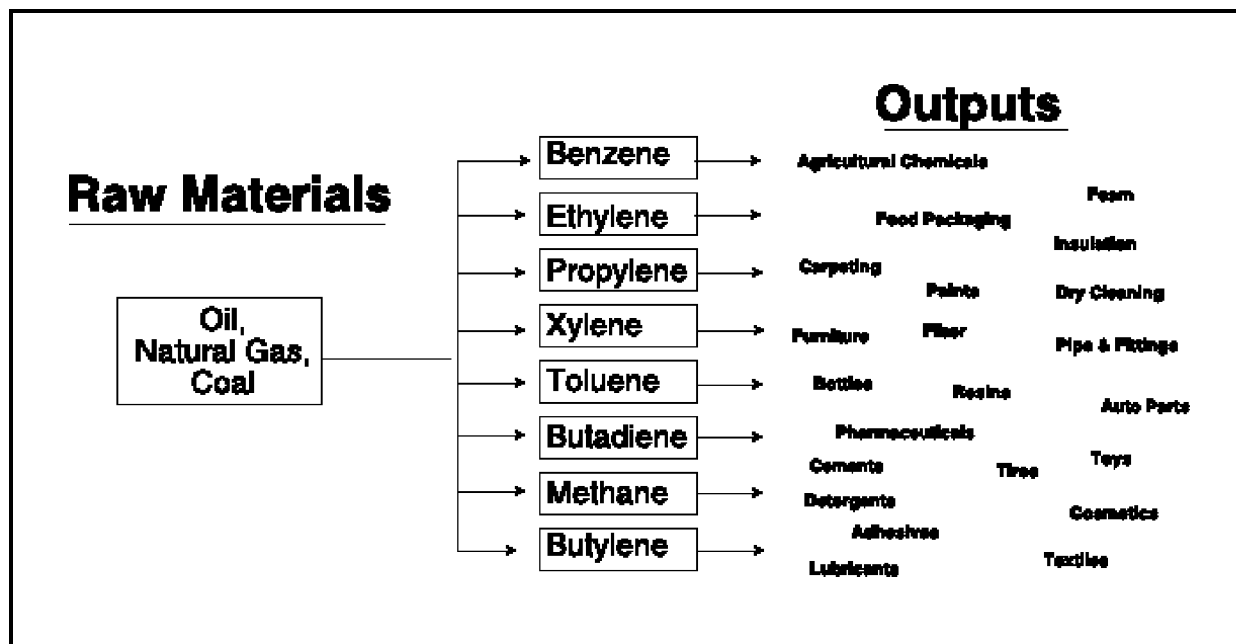 Outputs
Raw Materials
Oil,
Natural Gas,
Coal
Benzene
Ethylene
Propylene
Xylene
Toluene
Butadiene
Methane
Butylene
Agricultural Chemicals
Foam
Food Packaging
Insulation
Carpeting
Paints
Dry Cleaning
Furniture
Fiber
Pipe & Fittings
Bottles
Resins
Auto Parts
Pharmaceuticals
Cements
Tires
Toys
Detergents
Cosmetics
Adhesives
Lubricants
Textiles